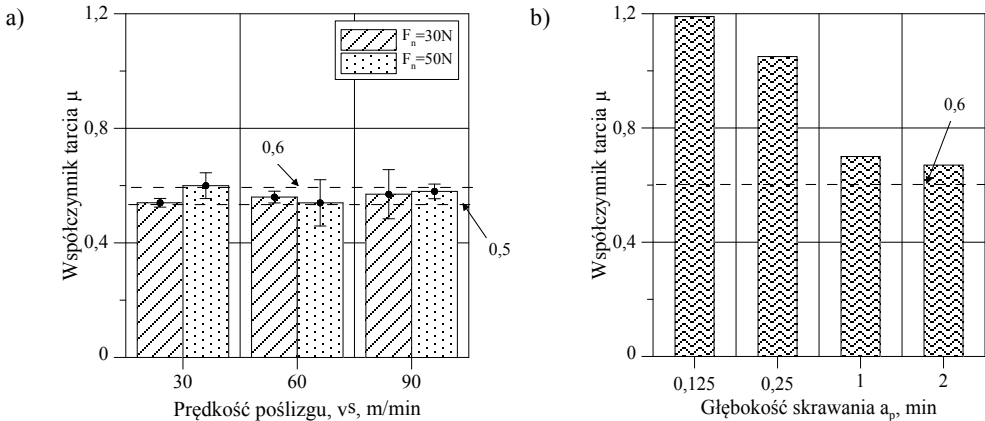 a)
1,2
0,8
0,4
0
Współczynnik tarcia μ
Fn=30N
Fn=50N
0,6
0,5
30
60
90
Prędkość poślizgu, vs, m/min
b)
1,2
0,8
0,4
0
Współczynnik tarcia μ
0,6
0,125
0,25
1
2
Głębokość skrawania ap, min